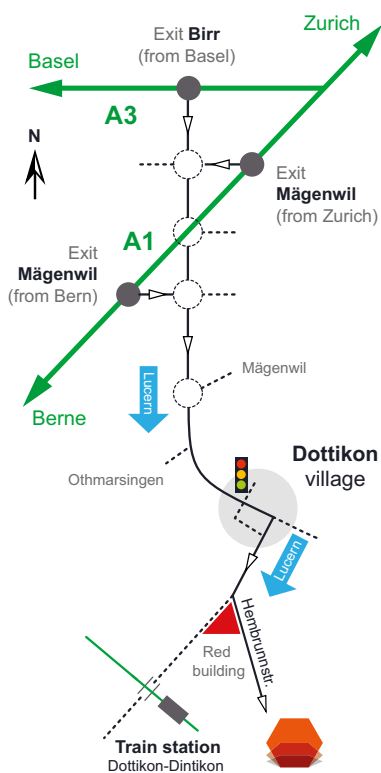 Zurich
Exit Birr
(from Basel)
Basel
A3
N
Exit
Mägenwil
(from Zurich)
A1
Exit
Mägenwil
(from Bern)
Lucern
Mägenwil
Berne
Dottikon
village
Othmarsingen
Lucern
Hembrunnstr.
Red
building
Train station
Dottikon-Dintikon